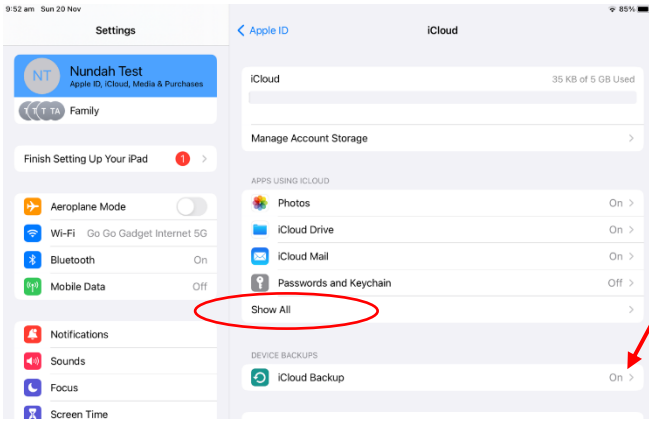 9:52 am Sun 20 Nov
85%
Settings
NT
Nundah Test
Apple ID, iCloud, Media & Purchases
T T T TA Family
Finish Setting Up Your iPad 1
Aeroplane Mode
Wi-Fi Go Go Gadget Internet 5G
Bluetooth On
Mobile Data Off
Notifications
Sounds
Focus
Screen Time
Apple ID
iCloud
iCloud 35 KB of 5 GB Used
Manage Account Storage
APPS USING ICLOUD
Photos On
iCloud Drive On
iCloud Mail On
Passwords and Keychain Off
Show All
DEVICE BACKUPS
iCloud Backup On